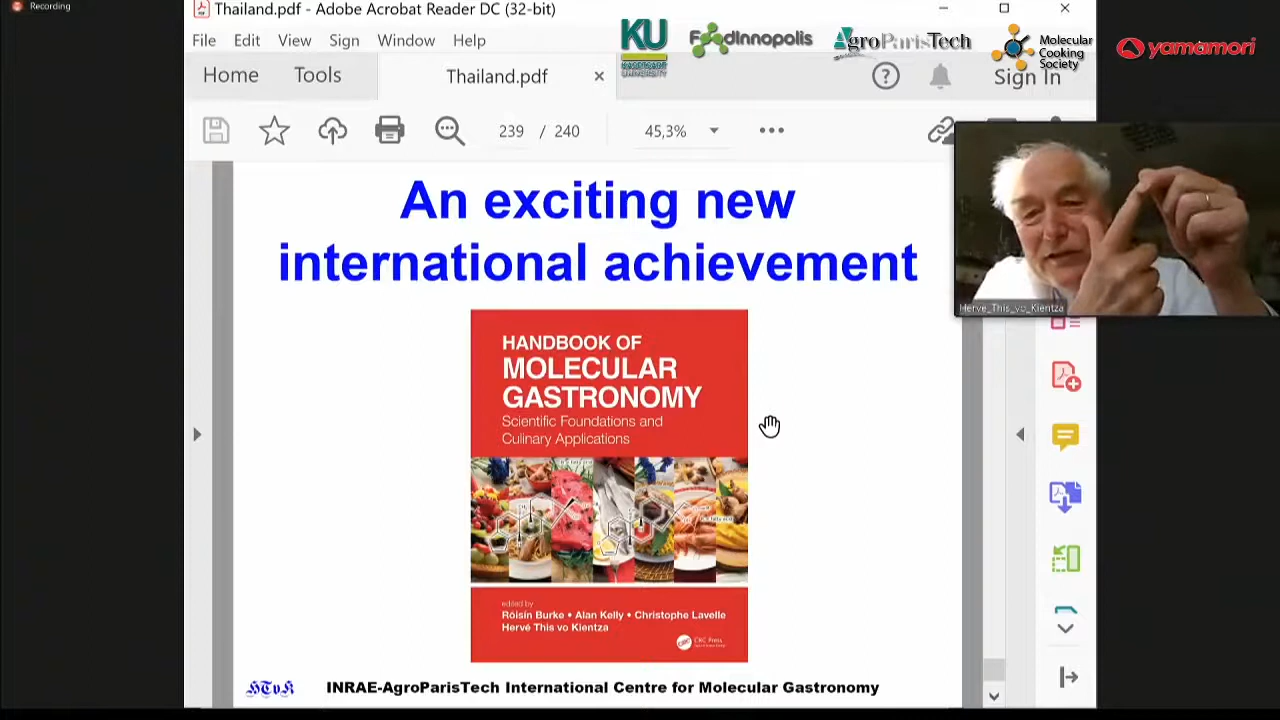 Recording
Thailand.pdf - Adobe Acrobat Reader DC (32-bit)
File Edit View Sign Window Help
KU
KASETSART
UNIVERSITY
FoodInnopolis
AgroParisTech
Molecular
Cooking
Society
yamamori
Home Tools Thailand.pdf Sign In
239 / 240 45,3%
An exciting new
international achievement
Herve_This_vo_Kientza
HANDBOOK OF
MOLECULAR
GASTRONOMY
Scientific Foundations and
Culinary Applications
edited by
Róisín Burke • Alan Kelly • Christophe Lavelle
Hervé This vo Kientza
CRC Press
HTvK
INRAE-AgroParisTech International Centre for Molecular Gastronomy